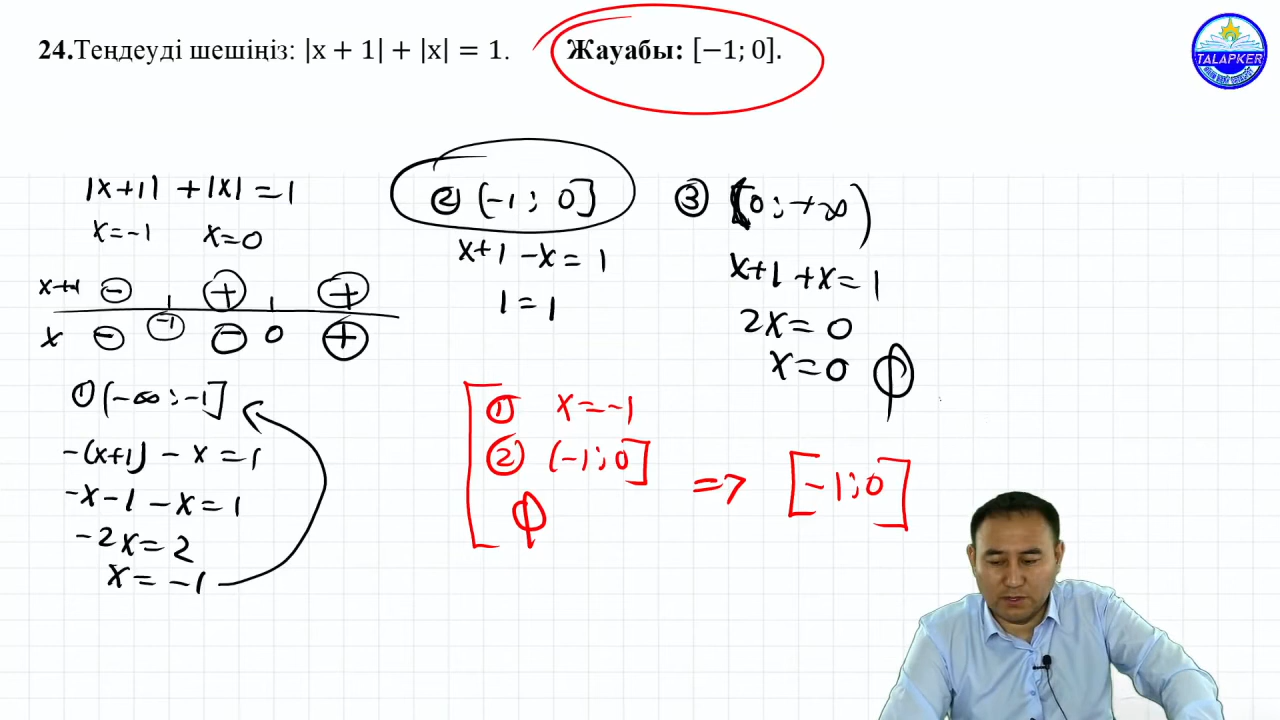 24.Теңдеуді шешіңіз: |x + 1| + |x| = 1. Жауабы: [−1; 0].
TALAPKER
|x+1| + |x| = 1
x=-1 x=0
x+1 - + +
-1 0
x - - +
① (-∞; -1]
-(x+1) - x = 1
-x-1-x=1
-2x=2
x=-1
② (-1; 0]
x+1-x=1
1=1
③ (0; +∞)
x+1+x=1
2x=0
x=0 ϕ
① x=-1
② (-1; 0]
ϕ
=> [-1; 0]